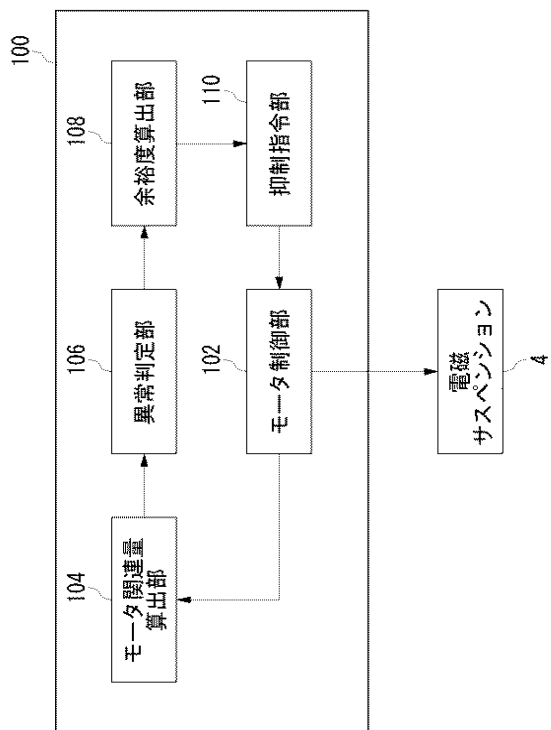 100
104
モータ関連量
算出部
106
異常判定部
108
余裕度算出部
102
モータ制御部
110
抑制指令部
電磁
サスペンション
4